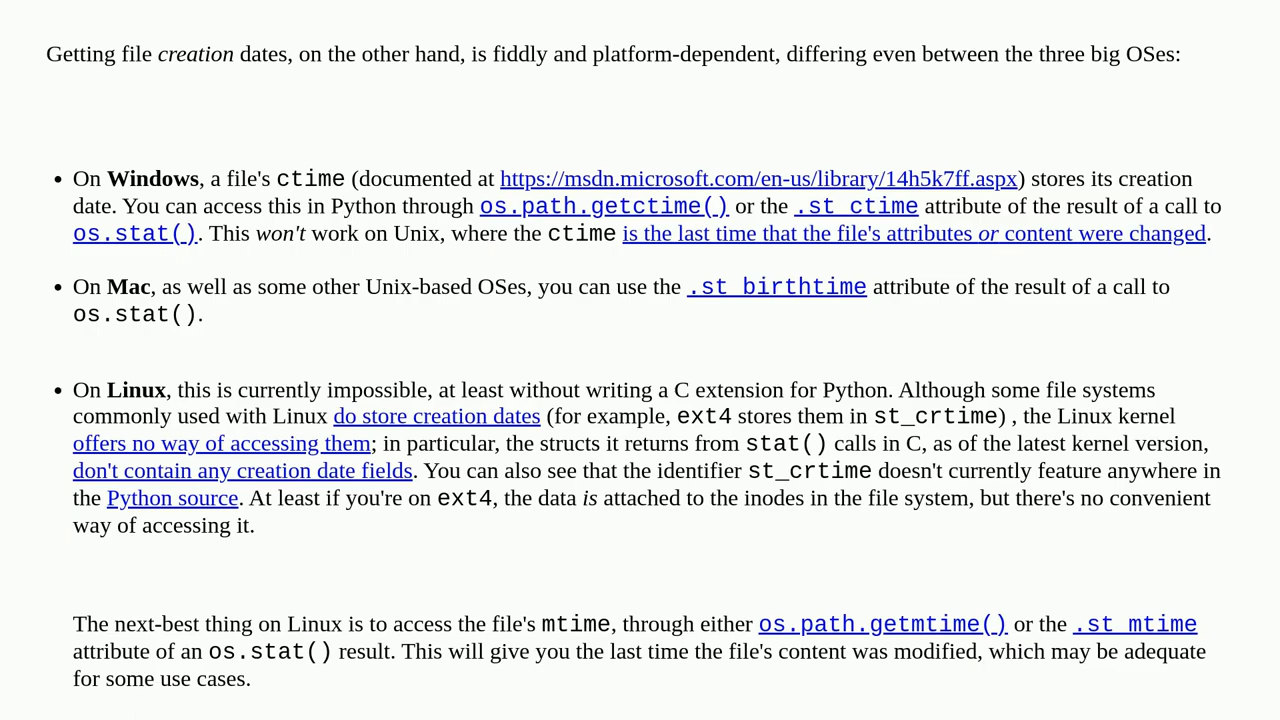 Getting file creation dates, on the other hand, is fiddly and platform-dependent, differing even between the three big OSes:
• On Windows, a file's ctime (documented at https://msdn.microsoft.com/en-us/library/14h5k7ff.aspx) stores its creation
date. You can access this in Python through os.path.getctime() or the .st_ctime attribute of the result of a call to
os.stat(). This won't work on Unix, where the ctime is the last time that the file's attributes or content were changed.
• On Mac, as well as some other Unix-based OSes, you can use the .st_birthtime attribute of the result of a call to
os.stat().
• On Linux, this is currently impossible, at least without writing a C extension for Python. Although some file systems
commonly used with Linux do store creation dates (for example, ext4 stores them in st_crtime) , the Linux kernel
offers no way of accessing them; in particular, the structs it returns from stat() calls in C, as of the latest kernel version,
don't contain any creation date fields. You can also see that the identifier st_crtime doesn't currently feature anywhere in
the Python source. At least if you're on ext4, the data is attached to the inodes in the file system, but there's no convenient
way of accessing it.
The next-best thing on Linux is to access the file's mtime, through either os.path.getmtime() or the .st_mtime
attribute of an os.stat() result. This will give you the last time the file's content was modified, which may be adequate
for some use cases.